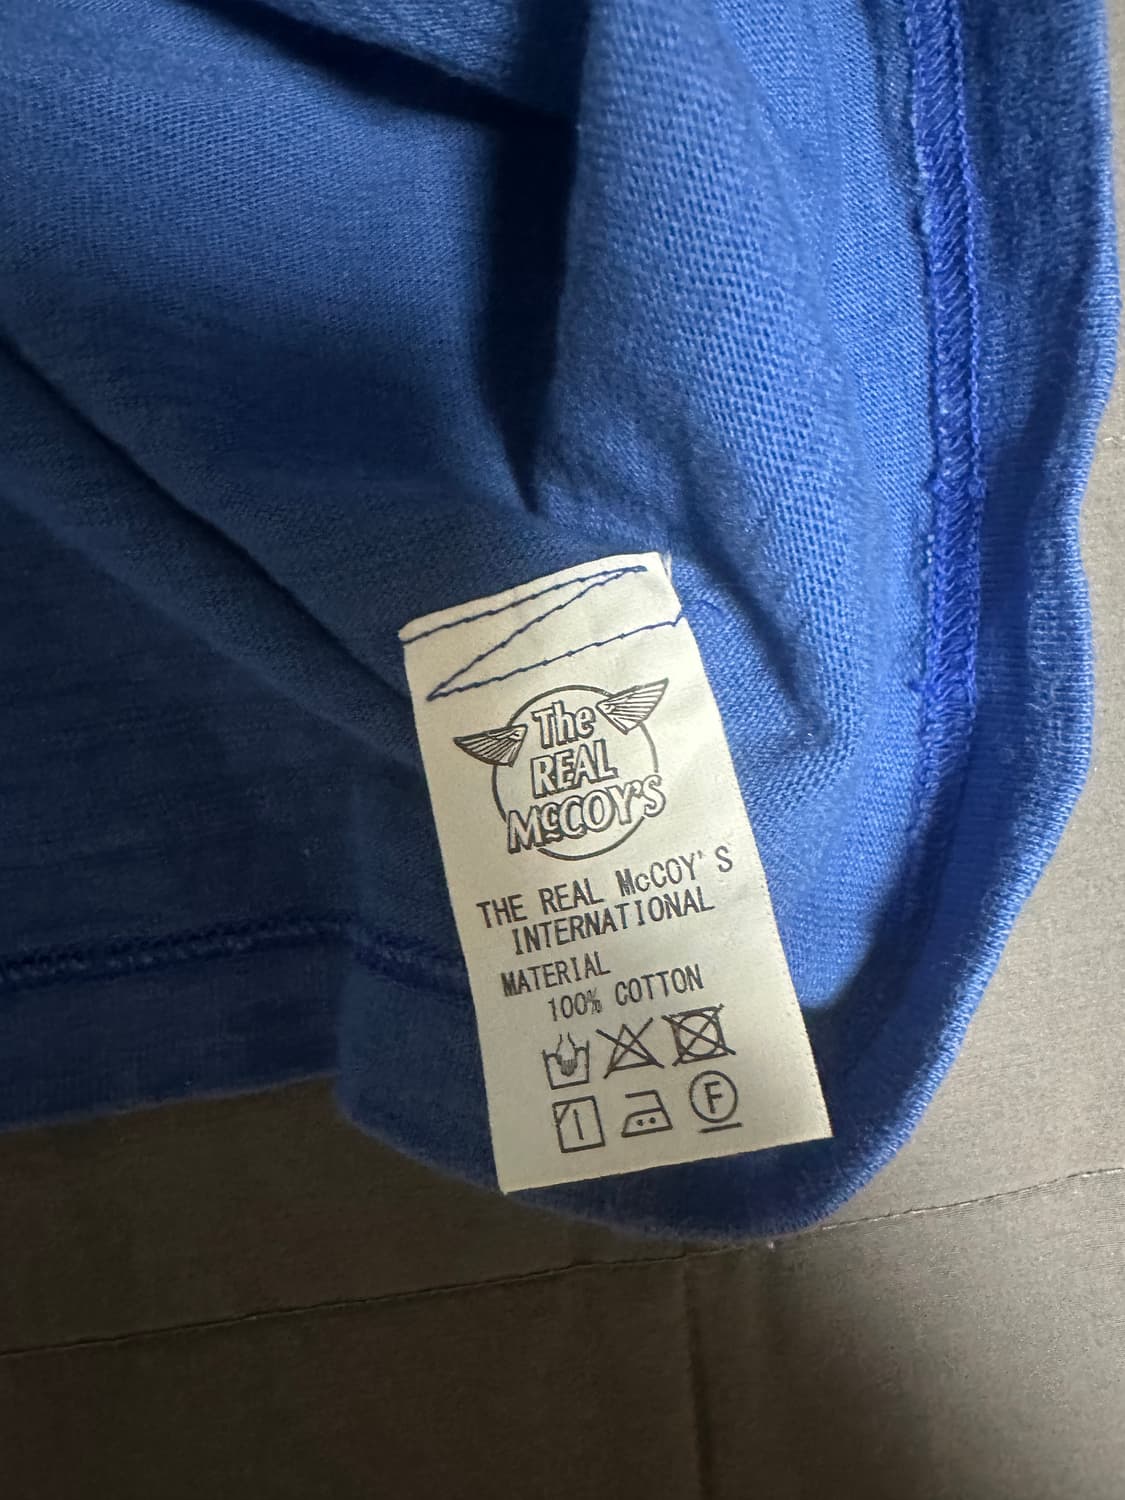 The
REAL
McCOY'S
THE REAL McCOY'S
INTERNATIONAL
MATERIAL
100% COTTON
F